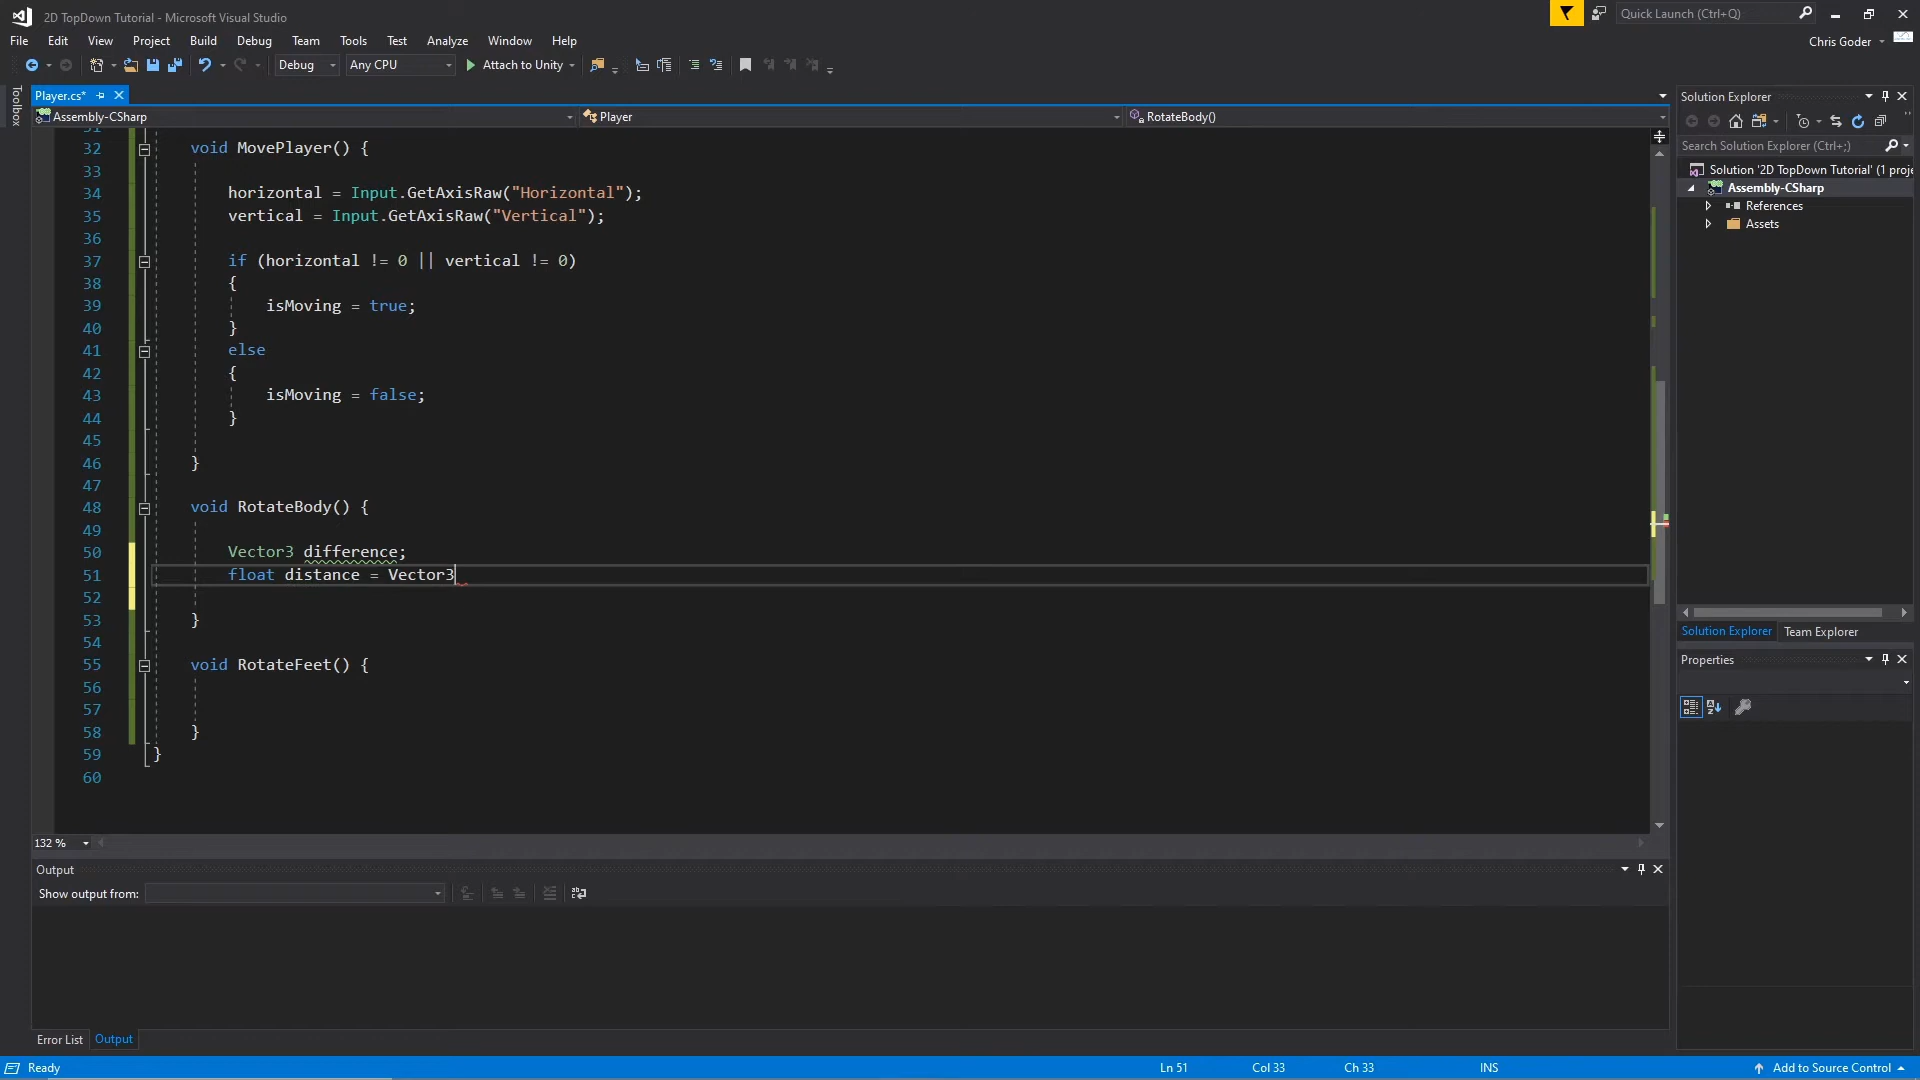 2D TopDown Tutorial - Microsoft Visual Studio
Quick Launch (Ctrl+Q)
File Edit View Project Build Debug Team Tools Test Analyze Window Help
Chris Goder
Debug Any CPU Attach to Unity
Toolbox
Player.cs*
Assembly-CSharp Player RotateBody()
31
32 void MovePlayer() {
33
34 horizontal = Input.GetAxisRaw("Horizontal");
35 vertical = Input.GetAxisRaw("Vertical");
36
37 if (horizontal != 0 || vertical != 0)
38 {
39 isMoving = true;
40 }
41 else
42 {
43 isMoving = false;
44 }
45
46 }
47
48 void RotateBody() {
49
50 Vector3 difference;
51 float distance = Vector3
52
53 }
54
55 void RotateFeet() {
56
57
58 }
59 }
60
132 %
Output
Show output from:
Error List Output
Solution Explorer
Search Solution Explorer (Ctrl+;)
Solution '2D TopDown Tutorial' (1 proje
Assembly-CSharp
References
Assets
Solution Explorer Team Explorer
Properties
Ready Ln 51 Col 33 Ch 33 INS Add to Source Control